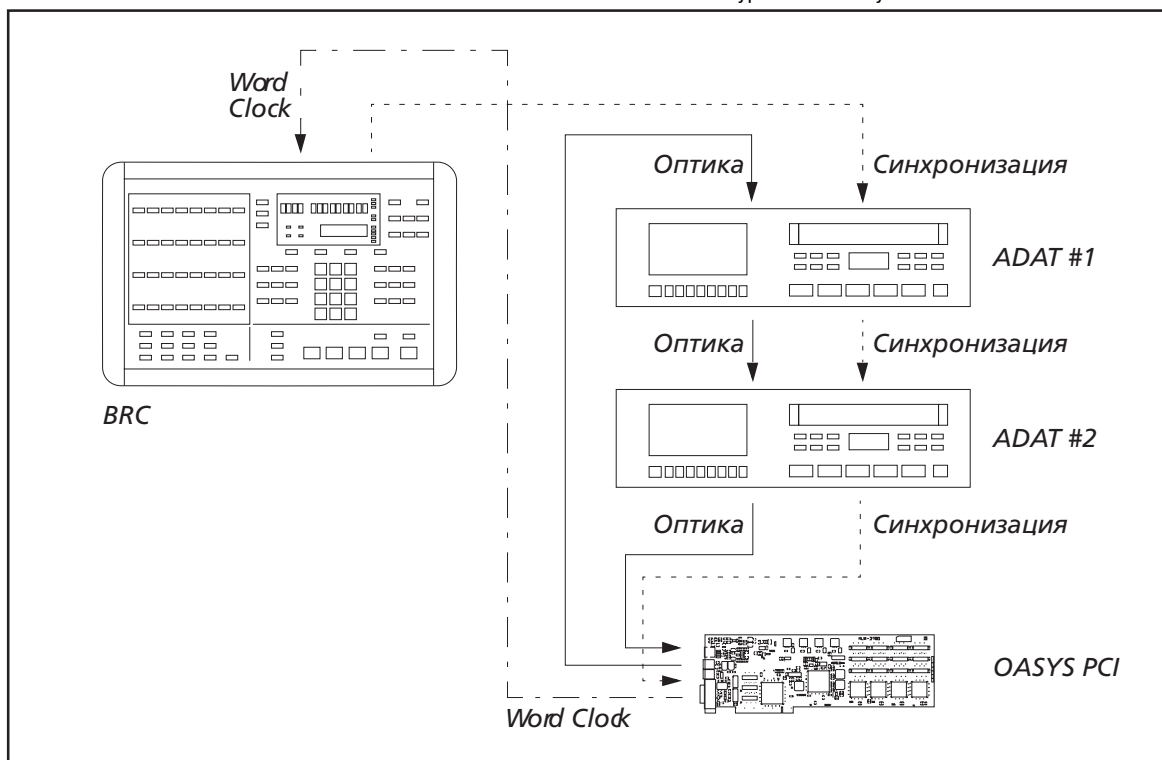 Word
Clock
Оптика
Синхронизация
ADAT #1
Оптика
Синхронизация
BRC
ADAT #2
Оптика
Синхронизация
OASYS PCI
Word Clock